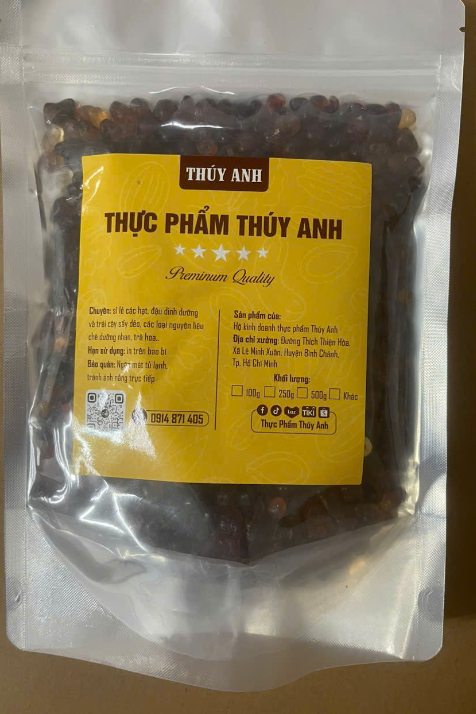 THÚY ANH
THỰC PHẨM THÚY ANH
Preminum Quality
Chuyên: sỉ lẻ các hạt, đậu dinh dưỡng
và trái cây sấy dẻo, các loại nguyên liệu
chè dưỡng nhan, trà hoa..
Hạn sử dụng: in trên bao bì
Bảo quản: Ngăn mát tủ lạnh,
tránh ánh nắng trực tiếp
0914 871 405
Sản phẩm của:
Hộ kinh doanh thực phẩm Thúy Anh
Địa chỉ xưởng: Đường Thích Thiện Hòa,
Xã Lê Minh Xuân, Huyện Bình Chánh,
Tp. Hồ Chí Minh
Khối lượng:
100g 250g 500g Khác
Laz TIKI
Thực Phẩm Thúy Anh